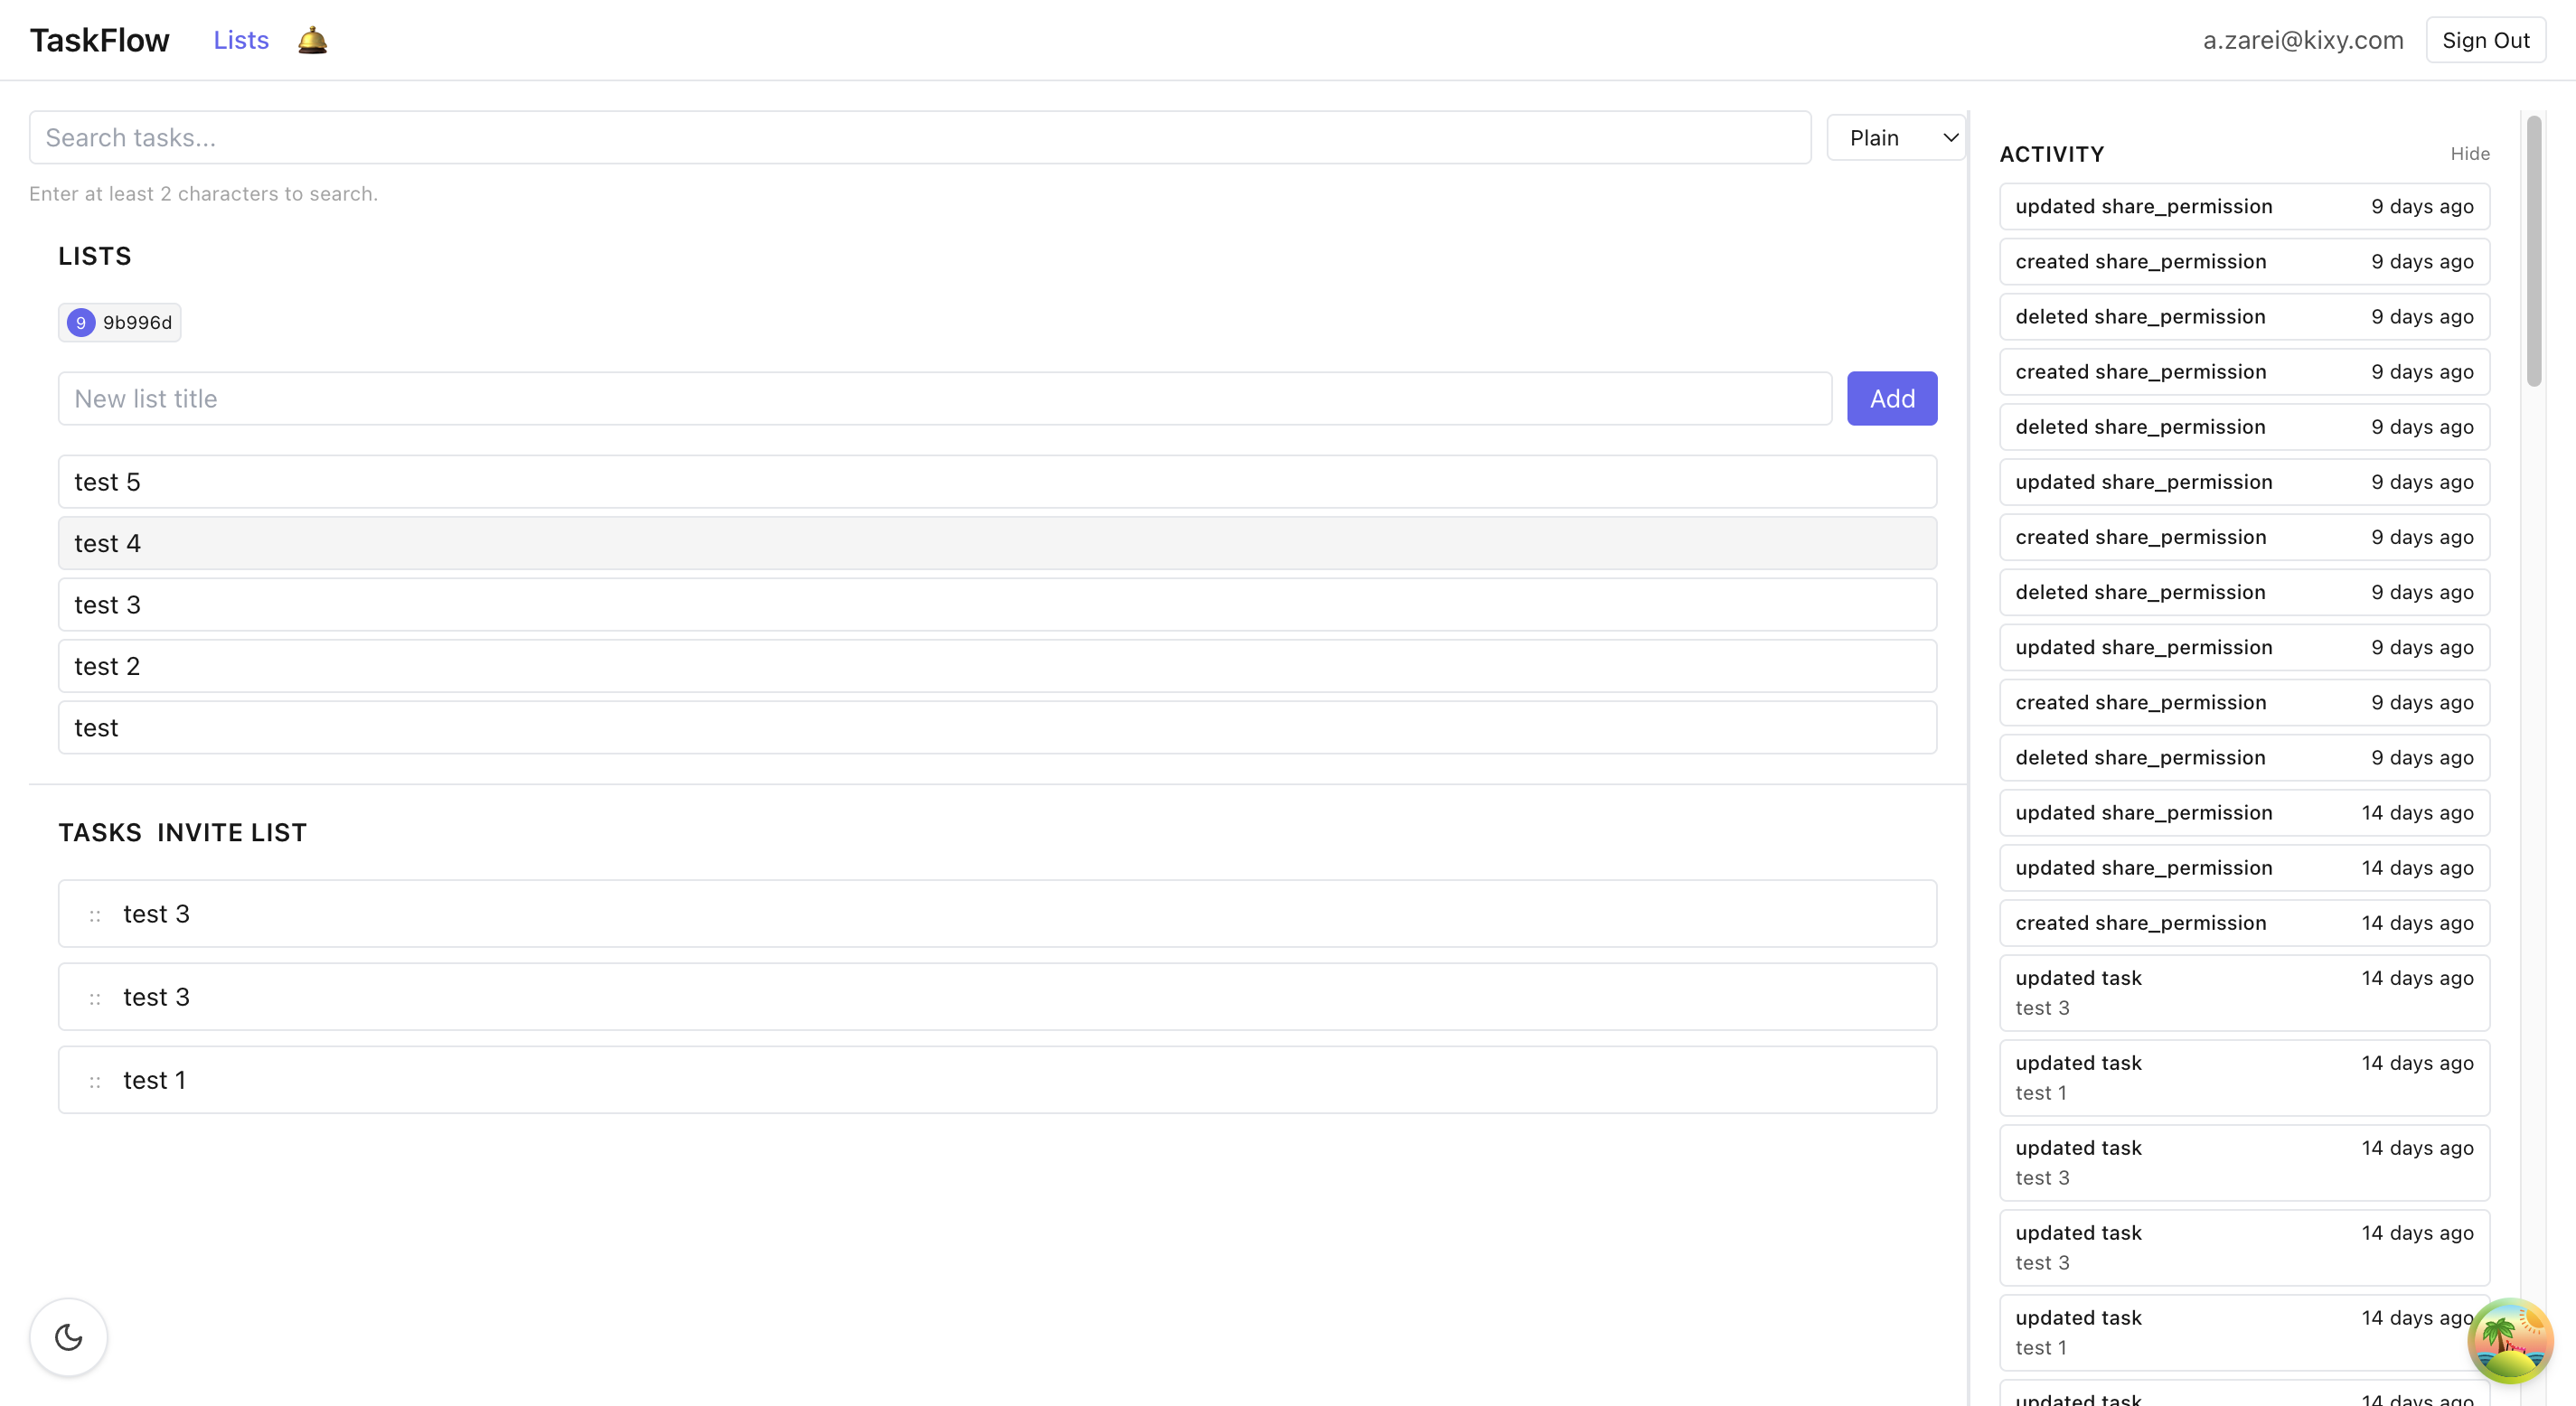 TaskFlow Lists a.zarei@kixy.com Sign Out
Search tasks... Plain
Enter at least 2 characters to search.
LISTS
9 9b996d
New list title Add
test 5
test 4
test 3
test 2
test
TASKS INVITE LIST
:: test 3
:: test 3
:: test 1
ACTIVITY Hide
updated share_permission 9 days ago
created share_permission 9 days ago
deleted share_permission 9 days ago
created share_permission 9 days ago
deleted share_permission 9 days ago
updated share_permission 9 days ago
created share_permission 9 days ago
deleted share_permission 9 days ago
updated share_permission 9 days ago
created share_permission 9 days ago
deleted share_permission 9 days ago
updated share_permission 14 days ago
updated share_permission 14 days ago
created share_permission 14 days ago
updated task 14 days ago
test 3
updated task 14 days ago
test 1
updated task 14 days ago
test 3
updated task 14 days ago
test 3
updated task 14 days ago
test 1
updated task 14 days ago